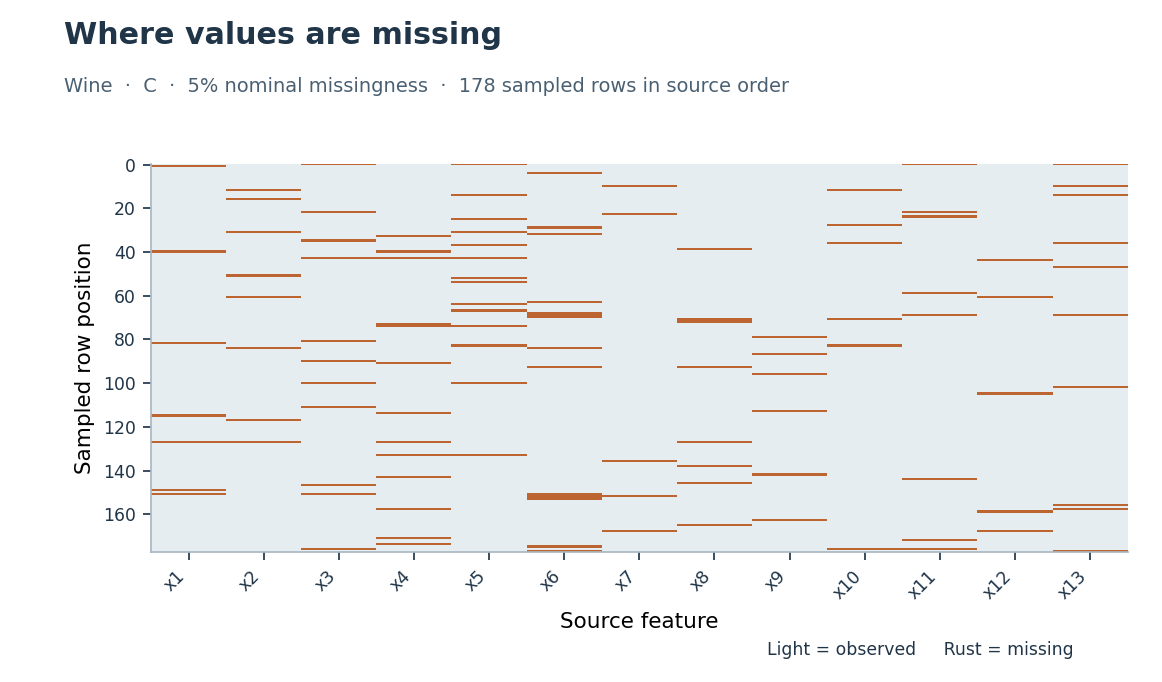 Where values are missing
Wine · C · 5% nominal missingness · 178 sampled rows in source order
0
20
40
60
80
100
120
140
160
Sampled row position
x1
x2
x3
x4
x5
x6
x7
x8
x9
x10
x11
x12
x13
Source feature
Light = observed Rust = missing